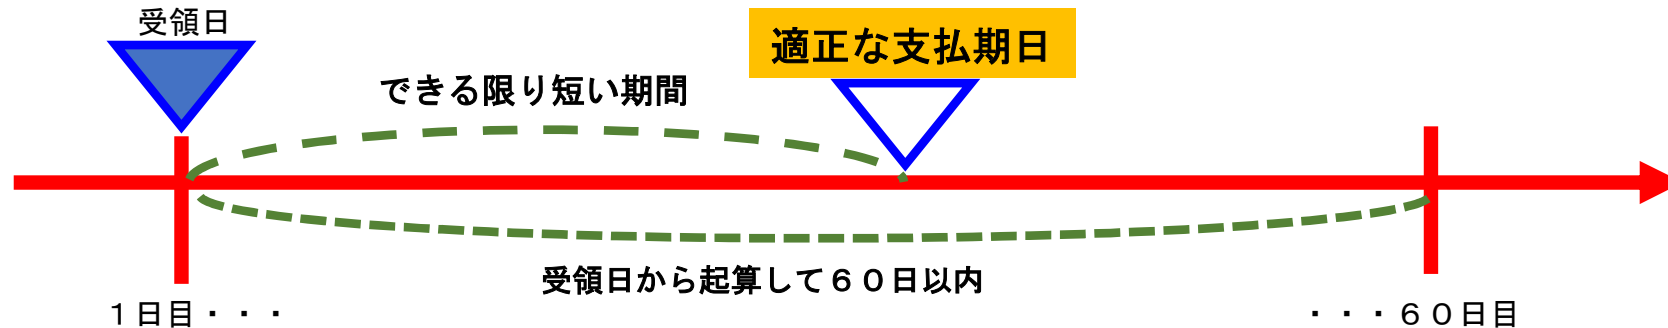 受領日
適正な支払期日
できる限り短い期間
受領日から起算して６０日以内
１日目・・・
・・・６０日目